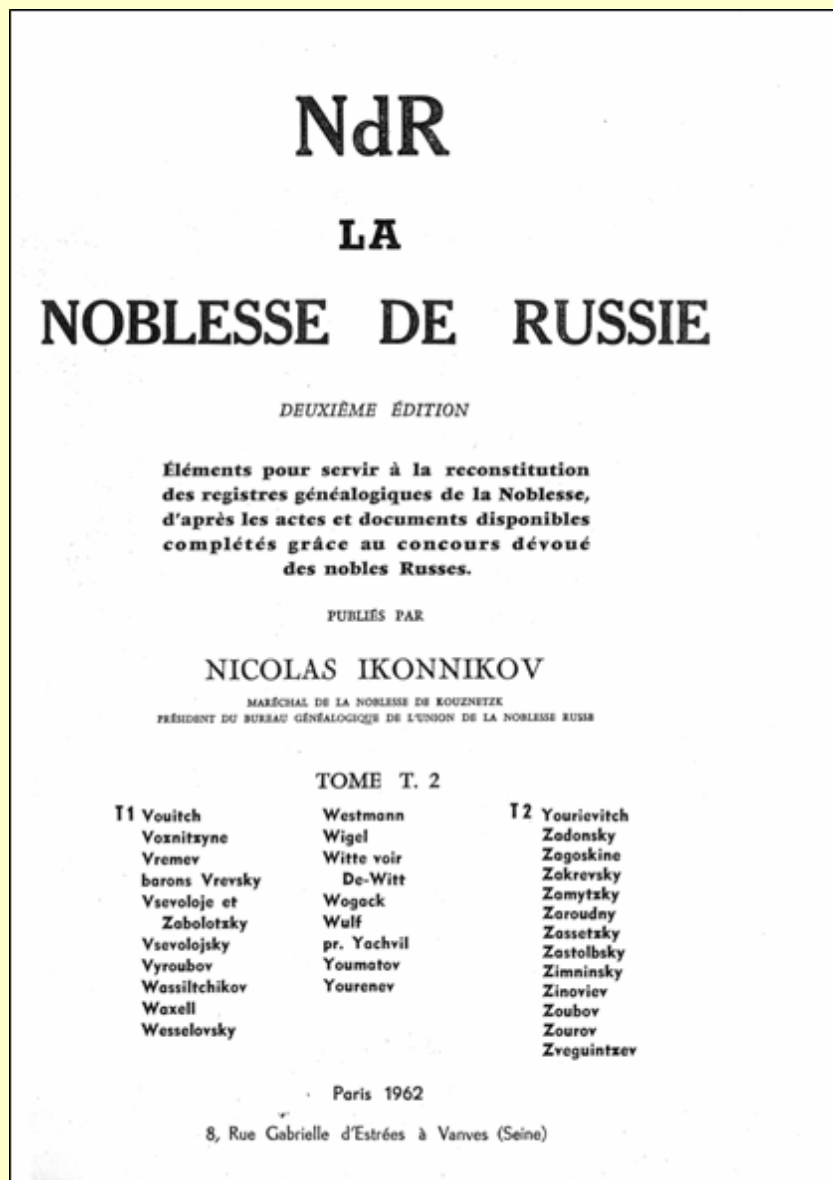 NdR
LA
NOBLESSE DE RUSSIE
DEUXIÈME ÉDITION
Éléments pour servir à la reconstitution
des registres généalogiques de la Noblesse,
d'après les actes et documents disponibles
complétés grâce au concours dévoué
des nobles Russes.
PUBLIÉS PAR
NICOLAS IKONNIKOV
MARÉCHAL DE LA NOBLESSE DE KOUZNETZK
PRÉSIDENT DU BUREAU GÉNÉALOGIQUE DE L'UNION DE LA NOBLESSE RUSSE
TOME T. 2
T1 Vouitch
Voznitzyne
Vremev
barons Vrevsky
Vsevoloje et
Zabolotzky
Vsevolojsky
Vyroubov
Wassiltchikov
Waxell
Wesselovsky
Westmann
Wigel
Witte voir
De-Witt
Wogack
Wulf
pr. Yachvil
Youmatov
Yourenev
T2 Yourievitch
Zadonsky
Zagoskine
Zakrevsky
Zamytzky
Zaroudny
Zassetzky
Zastolbsky
Zimninsky
Zinoviev
Zoubov
Zourov
Zveguintzev
Paris 1962
8, Rue Gabrielle d'Estrées à Vanves (Seine)